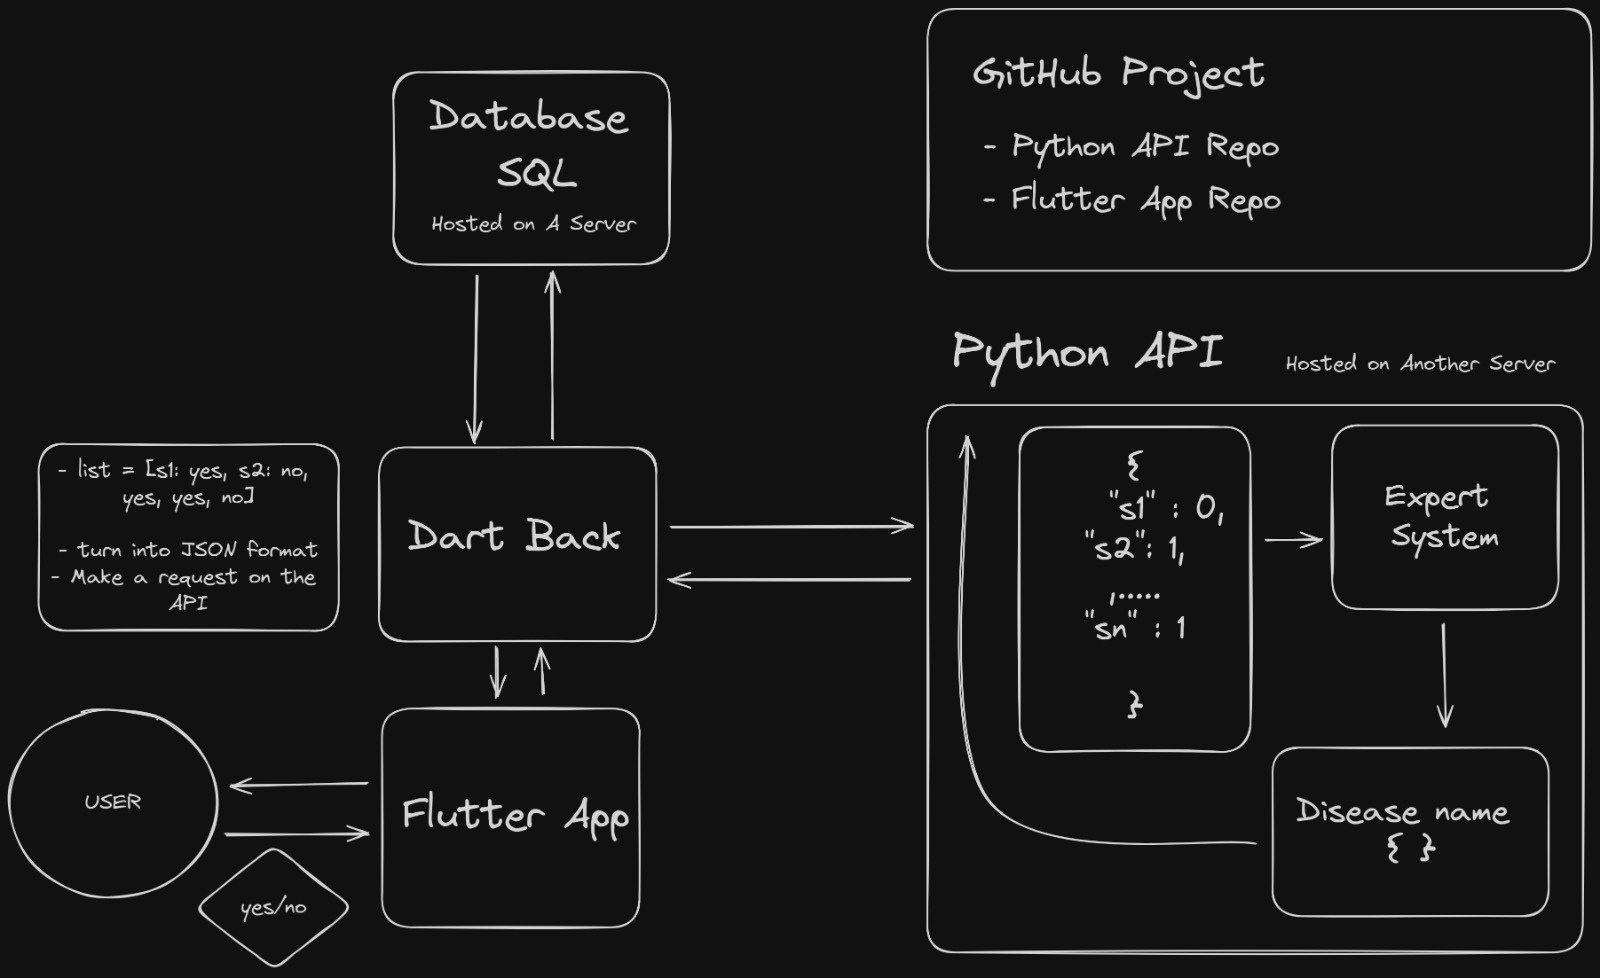 Database
SQL
Hosted on A Server
GitHub Project
- Python API Repo
- Flutter App Repo
Python API
Hosted on Another Server
- list = [s1: yes, s2: no,
yes, yes, no]
- turn into JSON format
- Make a request on the
API
Dart Back
{
"s1" : 0,
"s2": 1,
,.....
"sn" : 1
}
Expert
System
Disease name
{ }
USER
yes/no
Flutter App